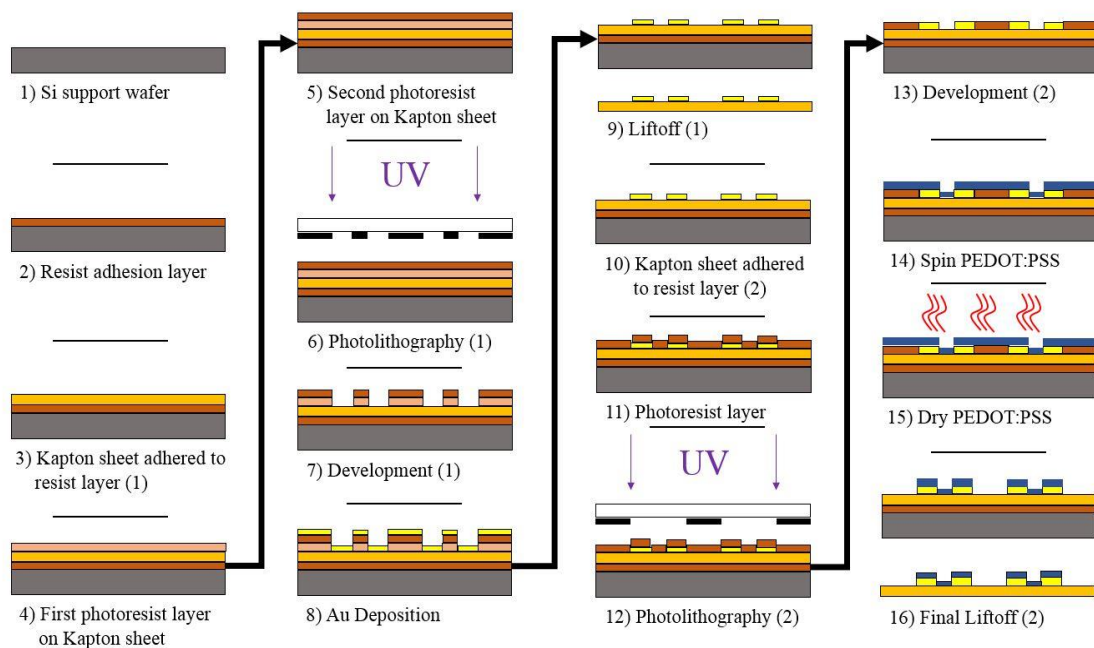 1) Si support wafer
2) Resist adhesion layer
3) Kapton sheet adhered to
resist layer (1)
4) First photoresist layer
on Kapton sheet
5) Second photoresist
layer on Kapton sheet
UV
6) Photolithography (1)
7) Development (1)
8) Au Deposition
9) Liftoff (1)
10) Kapton sheet adhered
to resist layer (2)
11) Photoresist layer
UV
12) Photolithography (2)
13) Development (2)
14) Spin PEDOT:PSS
15) Dry PEDOT:PSS
16) Final Liftoff (2)